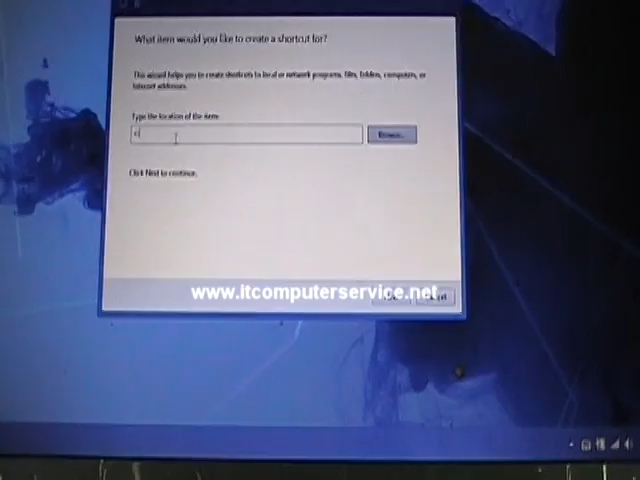 What item would you like to create a shortcut for?
This wizard helps you to create shortcuts to local or network programs, files, folders, computers, or
Internet addresses.
Type the location of the item:
Browse...
Click Next to continue.
www.itcomputerservice.net